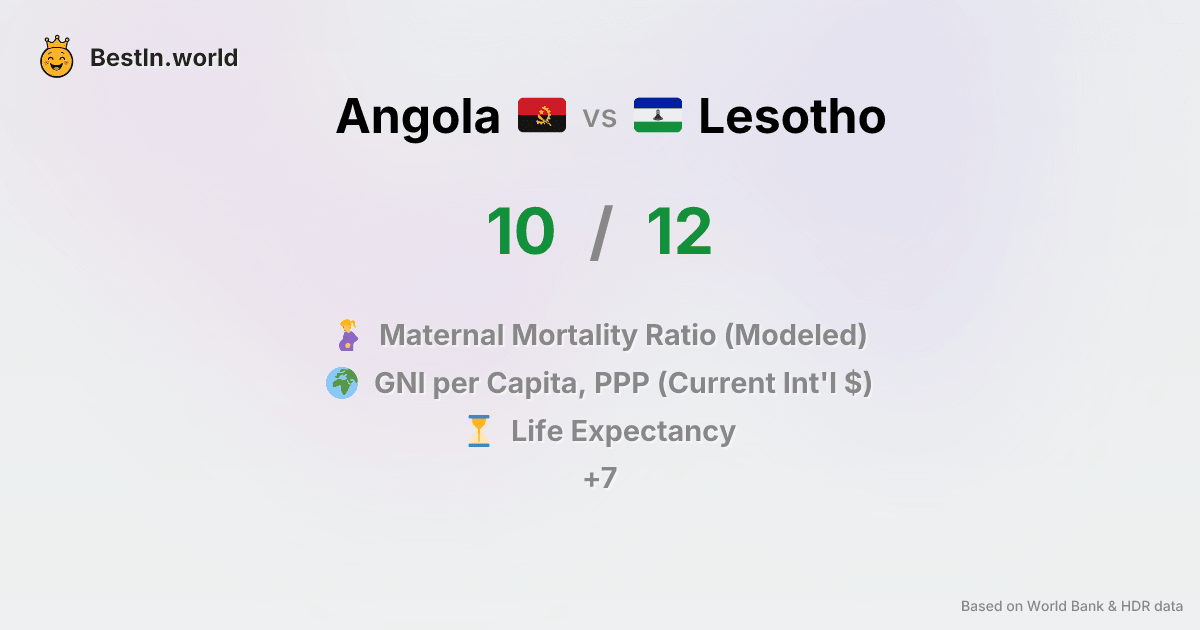 BestIn.world
Angola vs Lesotho
10 / 12
Maternal Mortality Ratio (Modeled)
GNI per Capita, PPP (Current Int'l $)
Life Expectancy
+7
Based on World Bank & HDR data